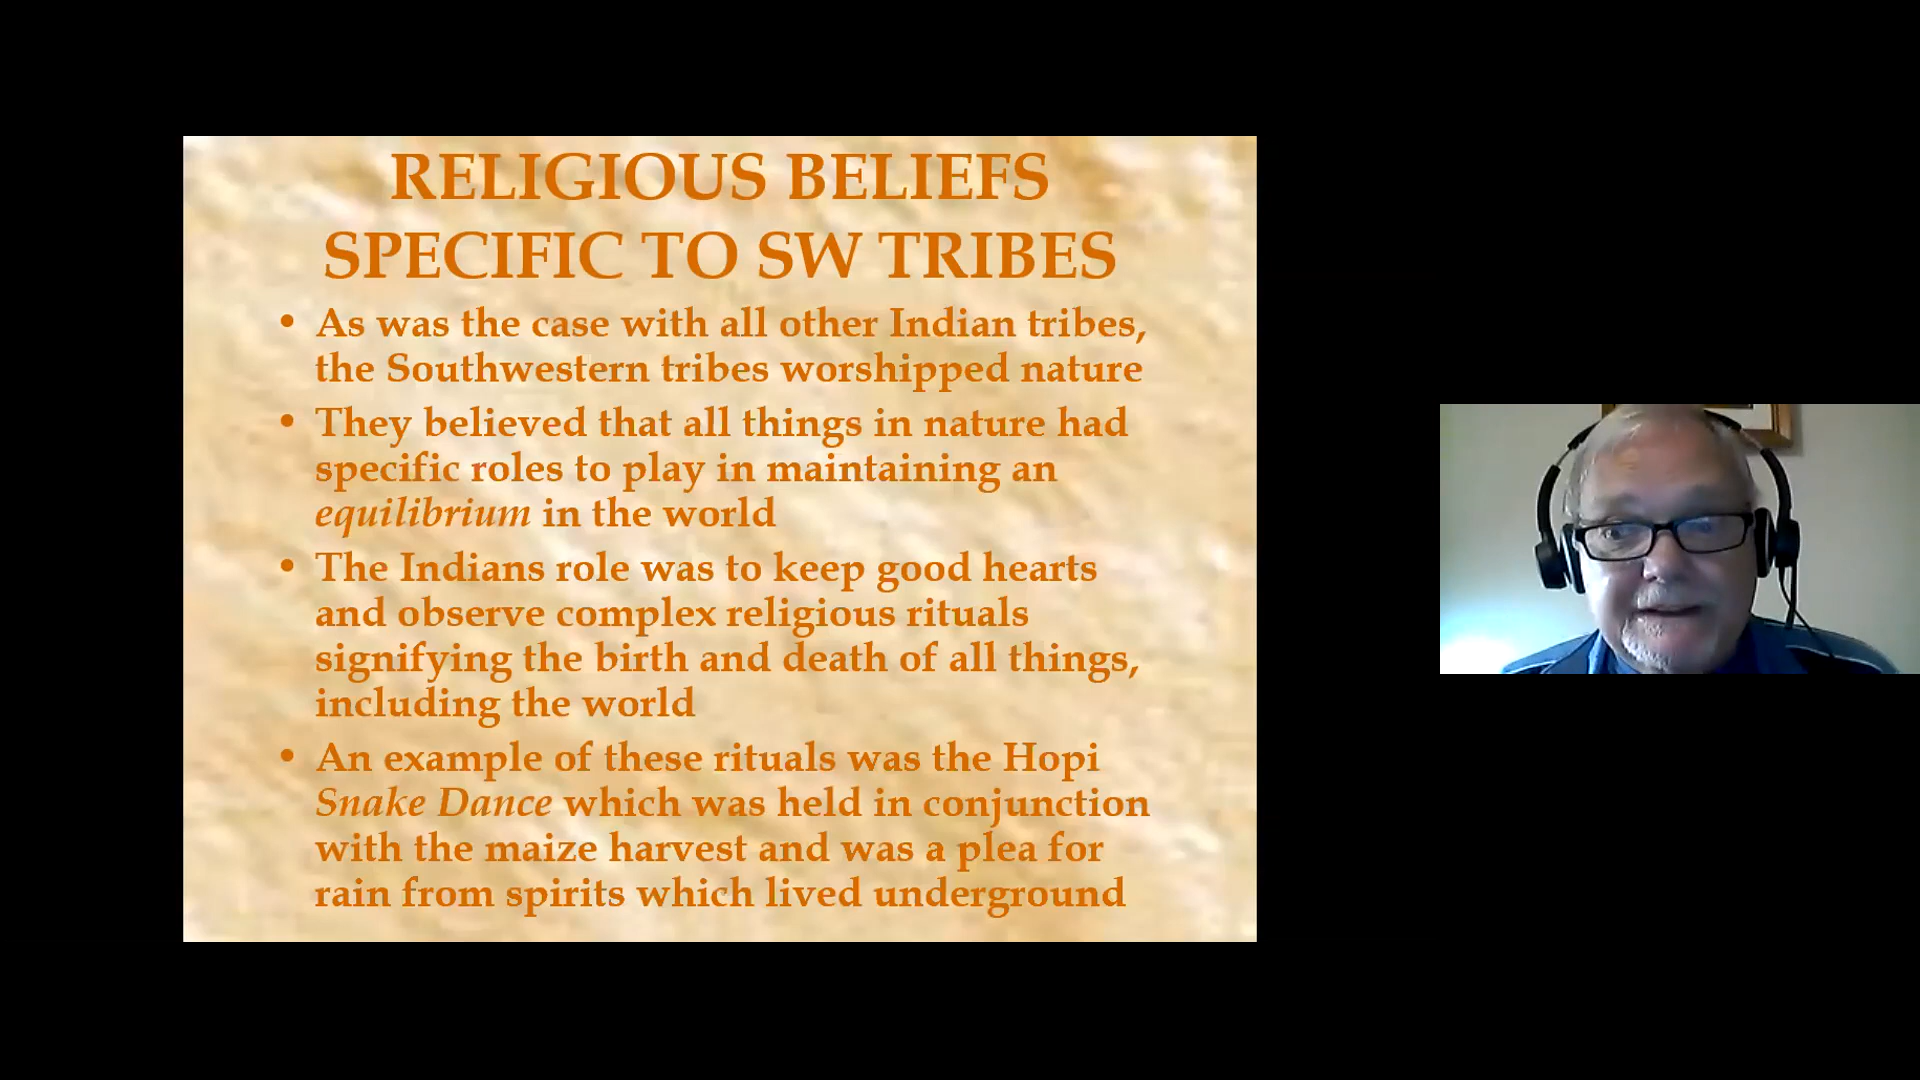 RELIGIOUS BELIEFS
SPECIFIC TO SW TRIBES
• As was the case with all other Indian tribes,
the Southwestern tribes worshipped nature
• They believed that all things in nature had
specific roles to play in maintaining an
equilibrium in the world
• The Indians role was to keep good hearts
and observe complex religious rituals
signifying the birth and death of all things,
including the world
• An example of these rituals was the Hopi
Snake Dance which was held in conjunction
with the maize harvest and was a plea for
rain from spirits which lived underground